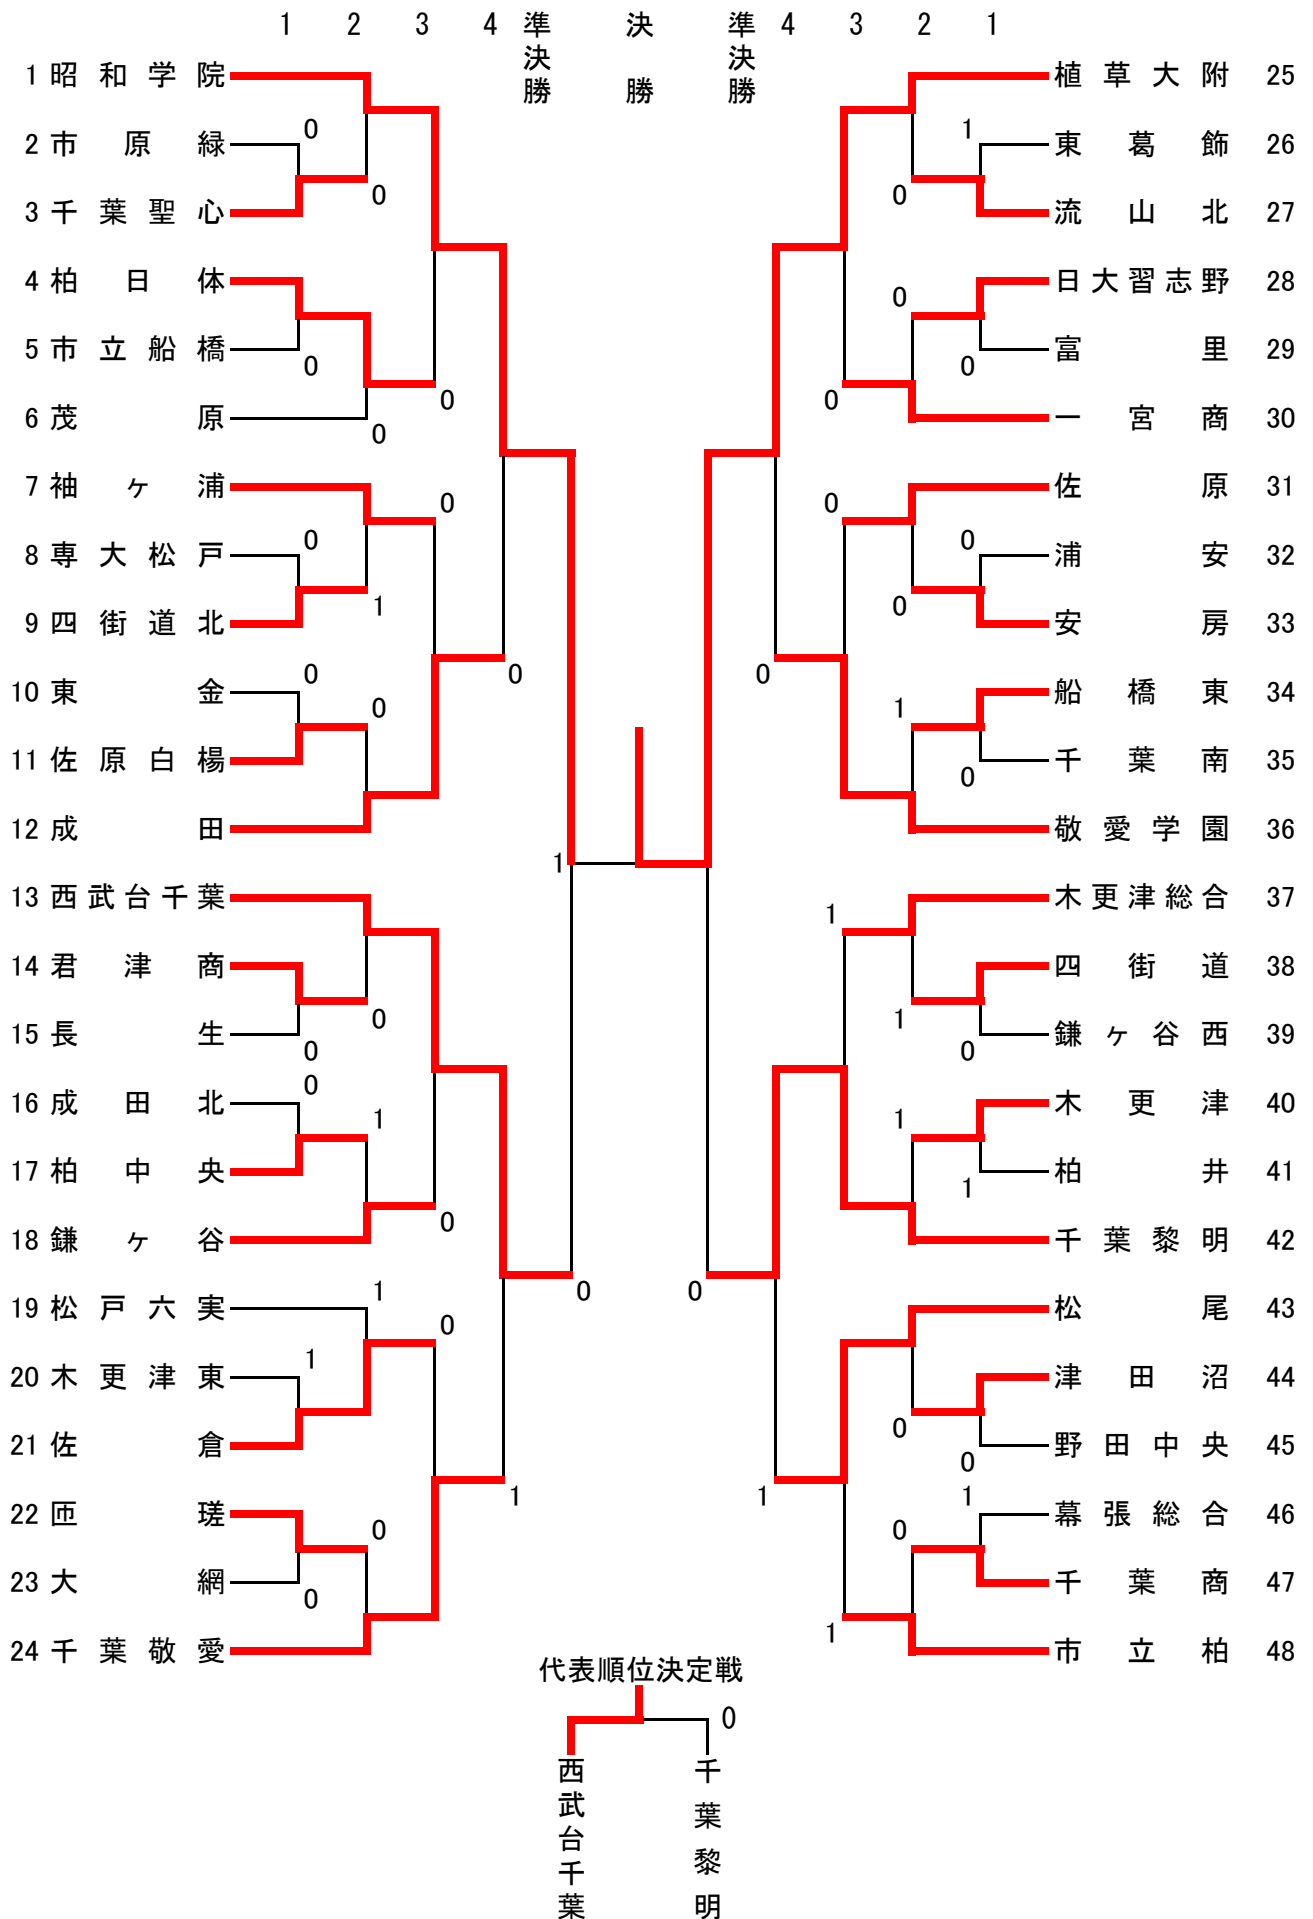 1 2 3 4 準決勝 決勝 準決勝 4 3 2 1
1 昭和学院 植草大附 25
0 1
2 市原緑 東葛飾 26
0 0
3 千葉聖心 流山北 27
4 柏日体 日大習志野 28
0
5 市立船橋 富里 29
0 0
0 0
6 茂原 一宮商 30
0
7 袖ヶ浦 佐原 31
0 0
0 0
8 専大松戸 浦安 32
1 0
9 四街道北 安房 33
0 0 0
10 東金 船橋東 34
0 1
11 佐原白楊 千葉南 35
0
12 成田 敬愛学園 36
1
13 西武台千葉 木更津総合 37
1
14 君津商 四街道 38
0 1
15 長生 鎌ヶ谷西 39
0 0
0
16 成田北 木更津 40
1 1
17 柏中央 柏井 41
1
0
18 鎌ヶ谷 千葉黎明 42
1 0 0
19 松戸六実 松尾 43
0
1
20 木更津東 津田沼 44
0
21 佐倉 野田中央 45
0
1 1 1
22 匝瑳 幕張総合 46
0 0
23 大網 千葉商 47
0
1
24 千葉敬愛 市立柏 48
代表順位決定戦
0
西武台千葉 千葉黎明